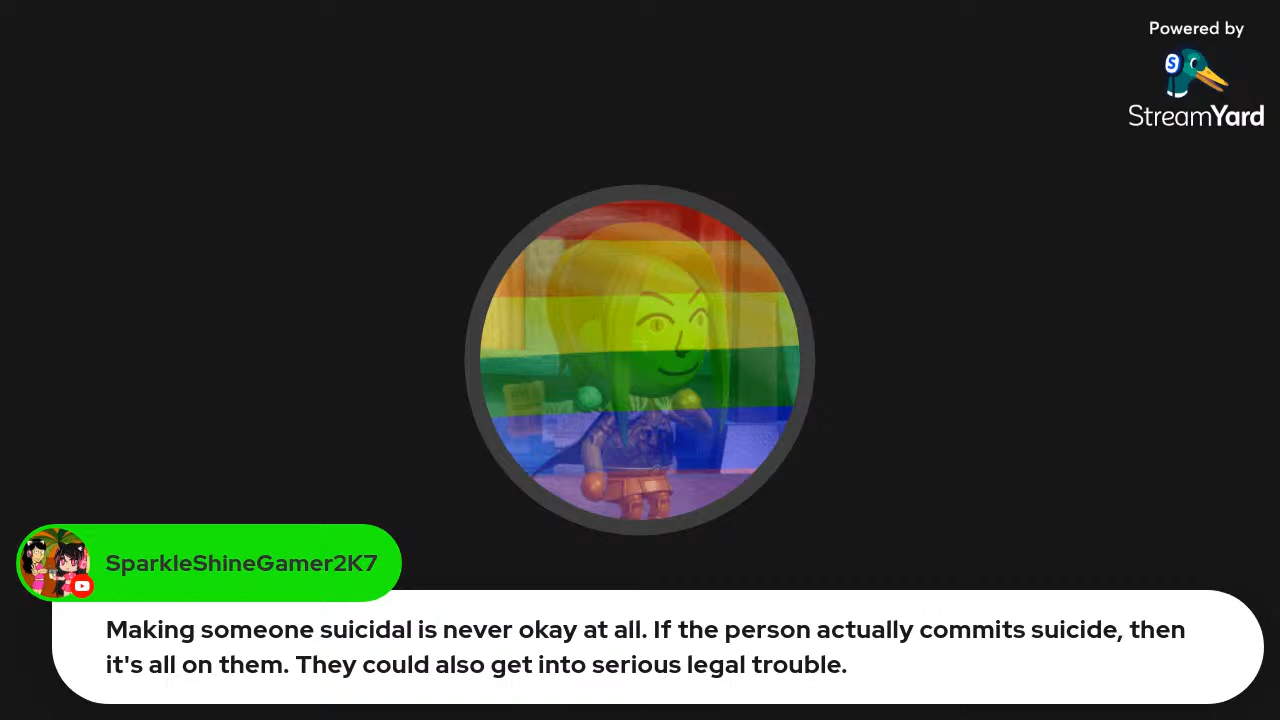 Powered by
S
StreamYard
SparkleShineGamer2K7
Making someone suicidal is never okay at all. If the person actually commits suicide, then
it's all on them. They could also get into serious legal trouble.